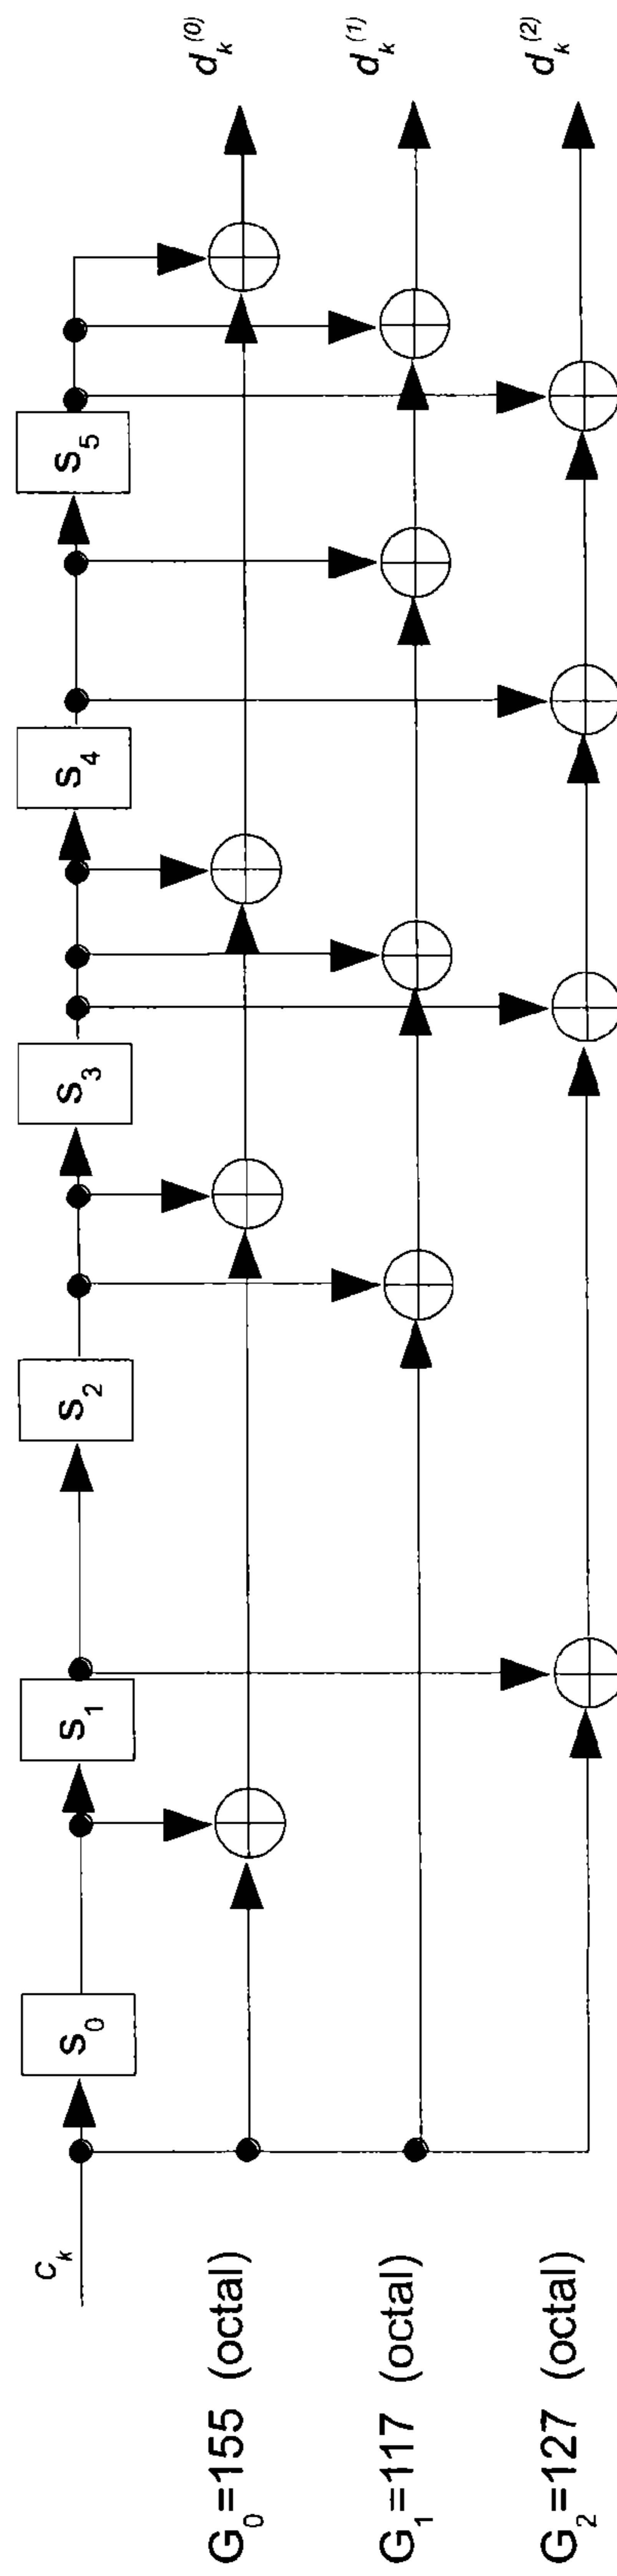 c_k
s_0 s_1 s_2 s_3 s_4 s_5
G_0 =155 (octal) d_k^(0)
G_1 =117 (octal) d_k^(1)
G_2 =127 (octal) d_k^(2)